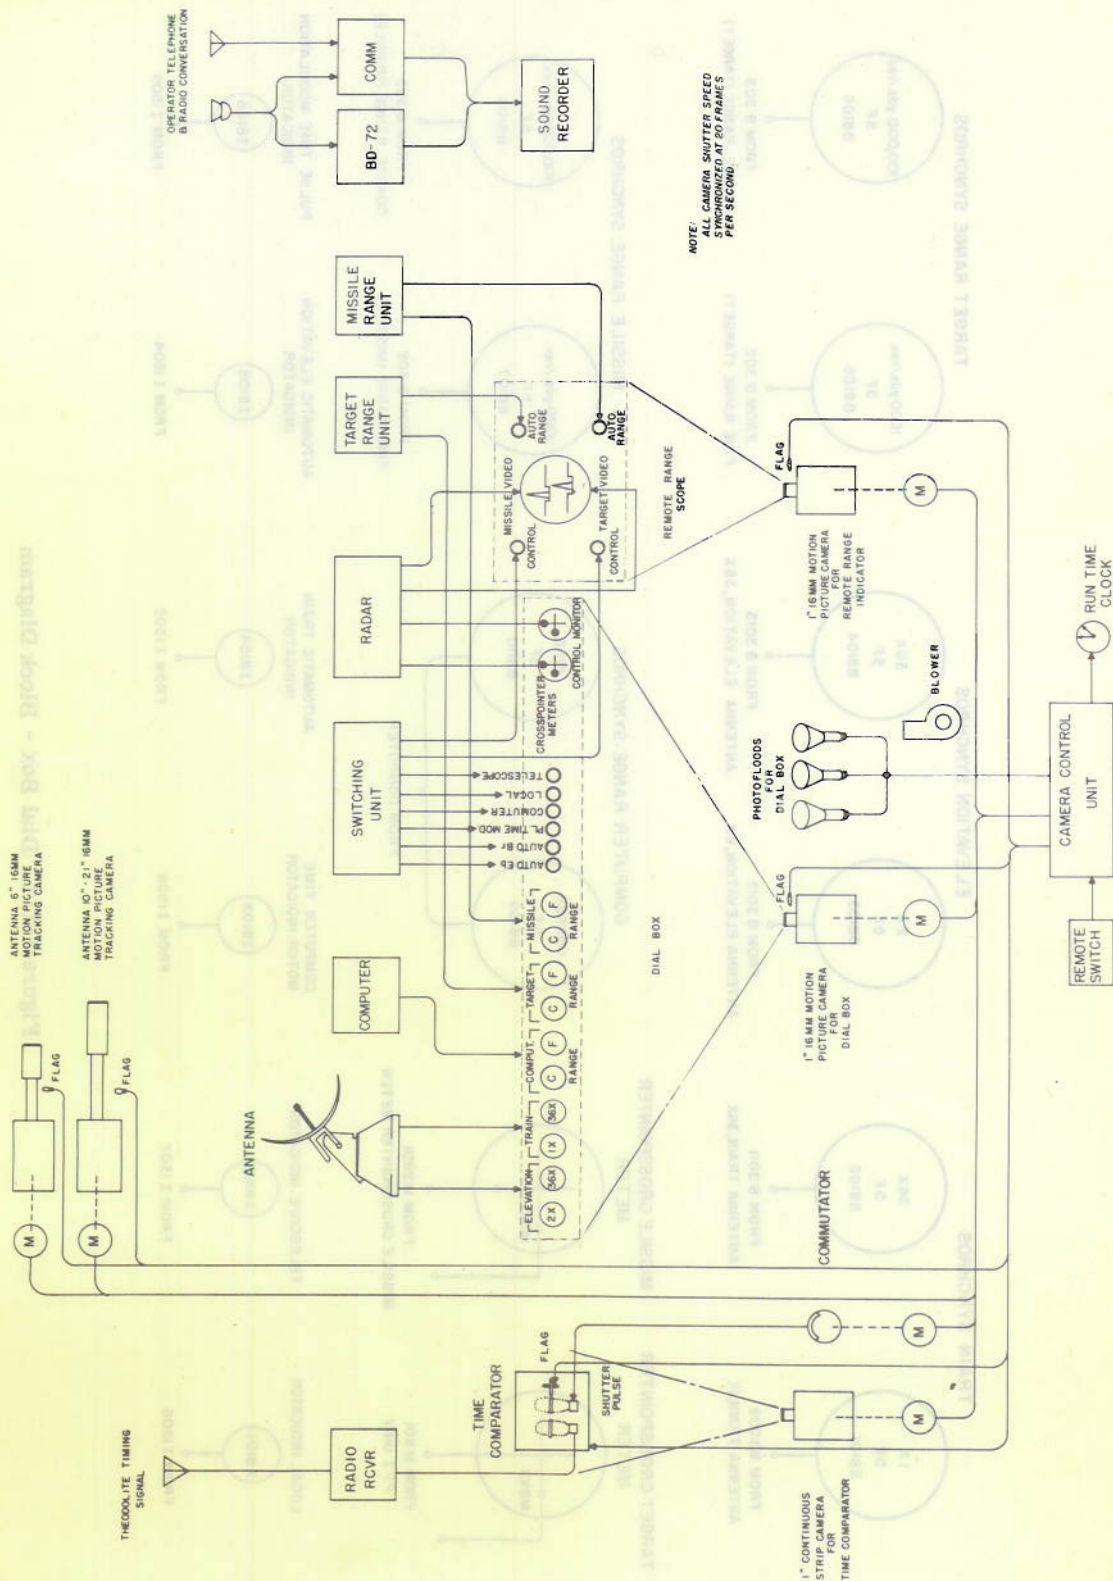 OPERATOR TELEPHONE
& RADIO CONVERSATION
COMM
BD-72
SOUND
RECORDER
NOTE:
ALL CAMERA SHUTTER SPEED
SYNCHRONIZED AT 20 FRAMES
PER SECOND.
MISSILE
RANGE
UNIT
TARGET
RANGE
UNIT
RADAR
SWITCHING
UNIT
COMPUTER
ANTENNA
ANTENNA 6" 16MM
MOTION PICTURE
TRACKING CAMERA
ANTENNA 10"-21" 16MM
MOTION PICTURE
TRACKING CAMERA
FLAG
FLAG
M
M
THEODOLITE TIMING
SIGNAL
RADIO
RCVR
TIME
COMPARATOR
FLAG
SHUTTER
PULSE
ELEVATION
2X
36X
TRAIN
1X
36X
COMPUT.
C
F
RANGE
TARGET
C
F
RANGE
MISSILE
C
F
RANGE
AUTO Eb
AUTO Br
PL. TIME MOD
COMUTER
LOCAL
TELESCOPE
CROSSPOINTER
METERS
CONTROL MONITOR
DIAL BOX
MISSILE VIDEO
CONTROL
AUTO
RANGE
TARGET VIDEO
CONTROL
AUTO
RANGE
REMOTE RANGE
SCOPE
FLAG
1" 16MM MOTION
PICTURE CAMERA
FOR
REMOTE RANGE
INDICATOR
M
PHOTOFLOODS
FOR
DIAL BOX
BLOWER
FLAG
1" 16MM MOTION
PICTURE CAMERA
FOR
DIAL BOX
M
COMMUTATOR
M
1" CONTINUOUS
STRIP CAMERA
FOR
TIME COMPARATOR
M
REMOTE
SWITCH
CAMERA CONTROL
UNIT
RUN TIME
CLOCK